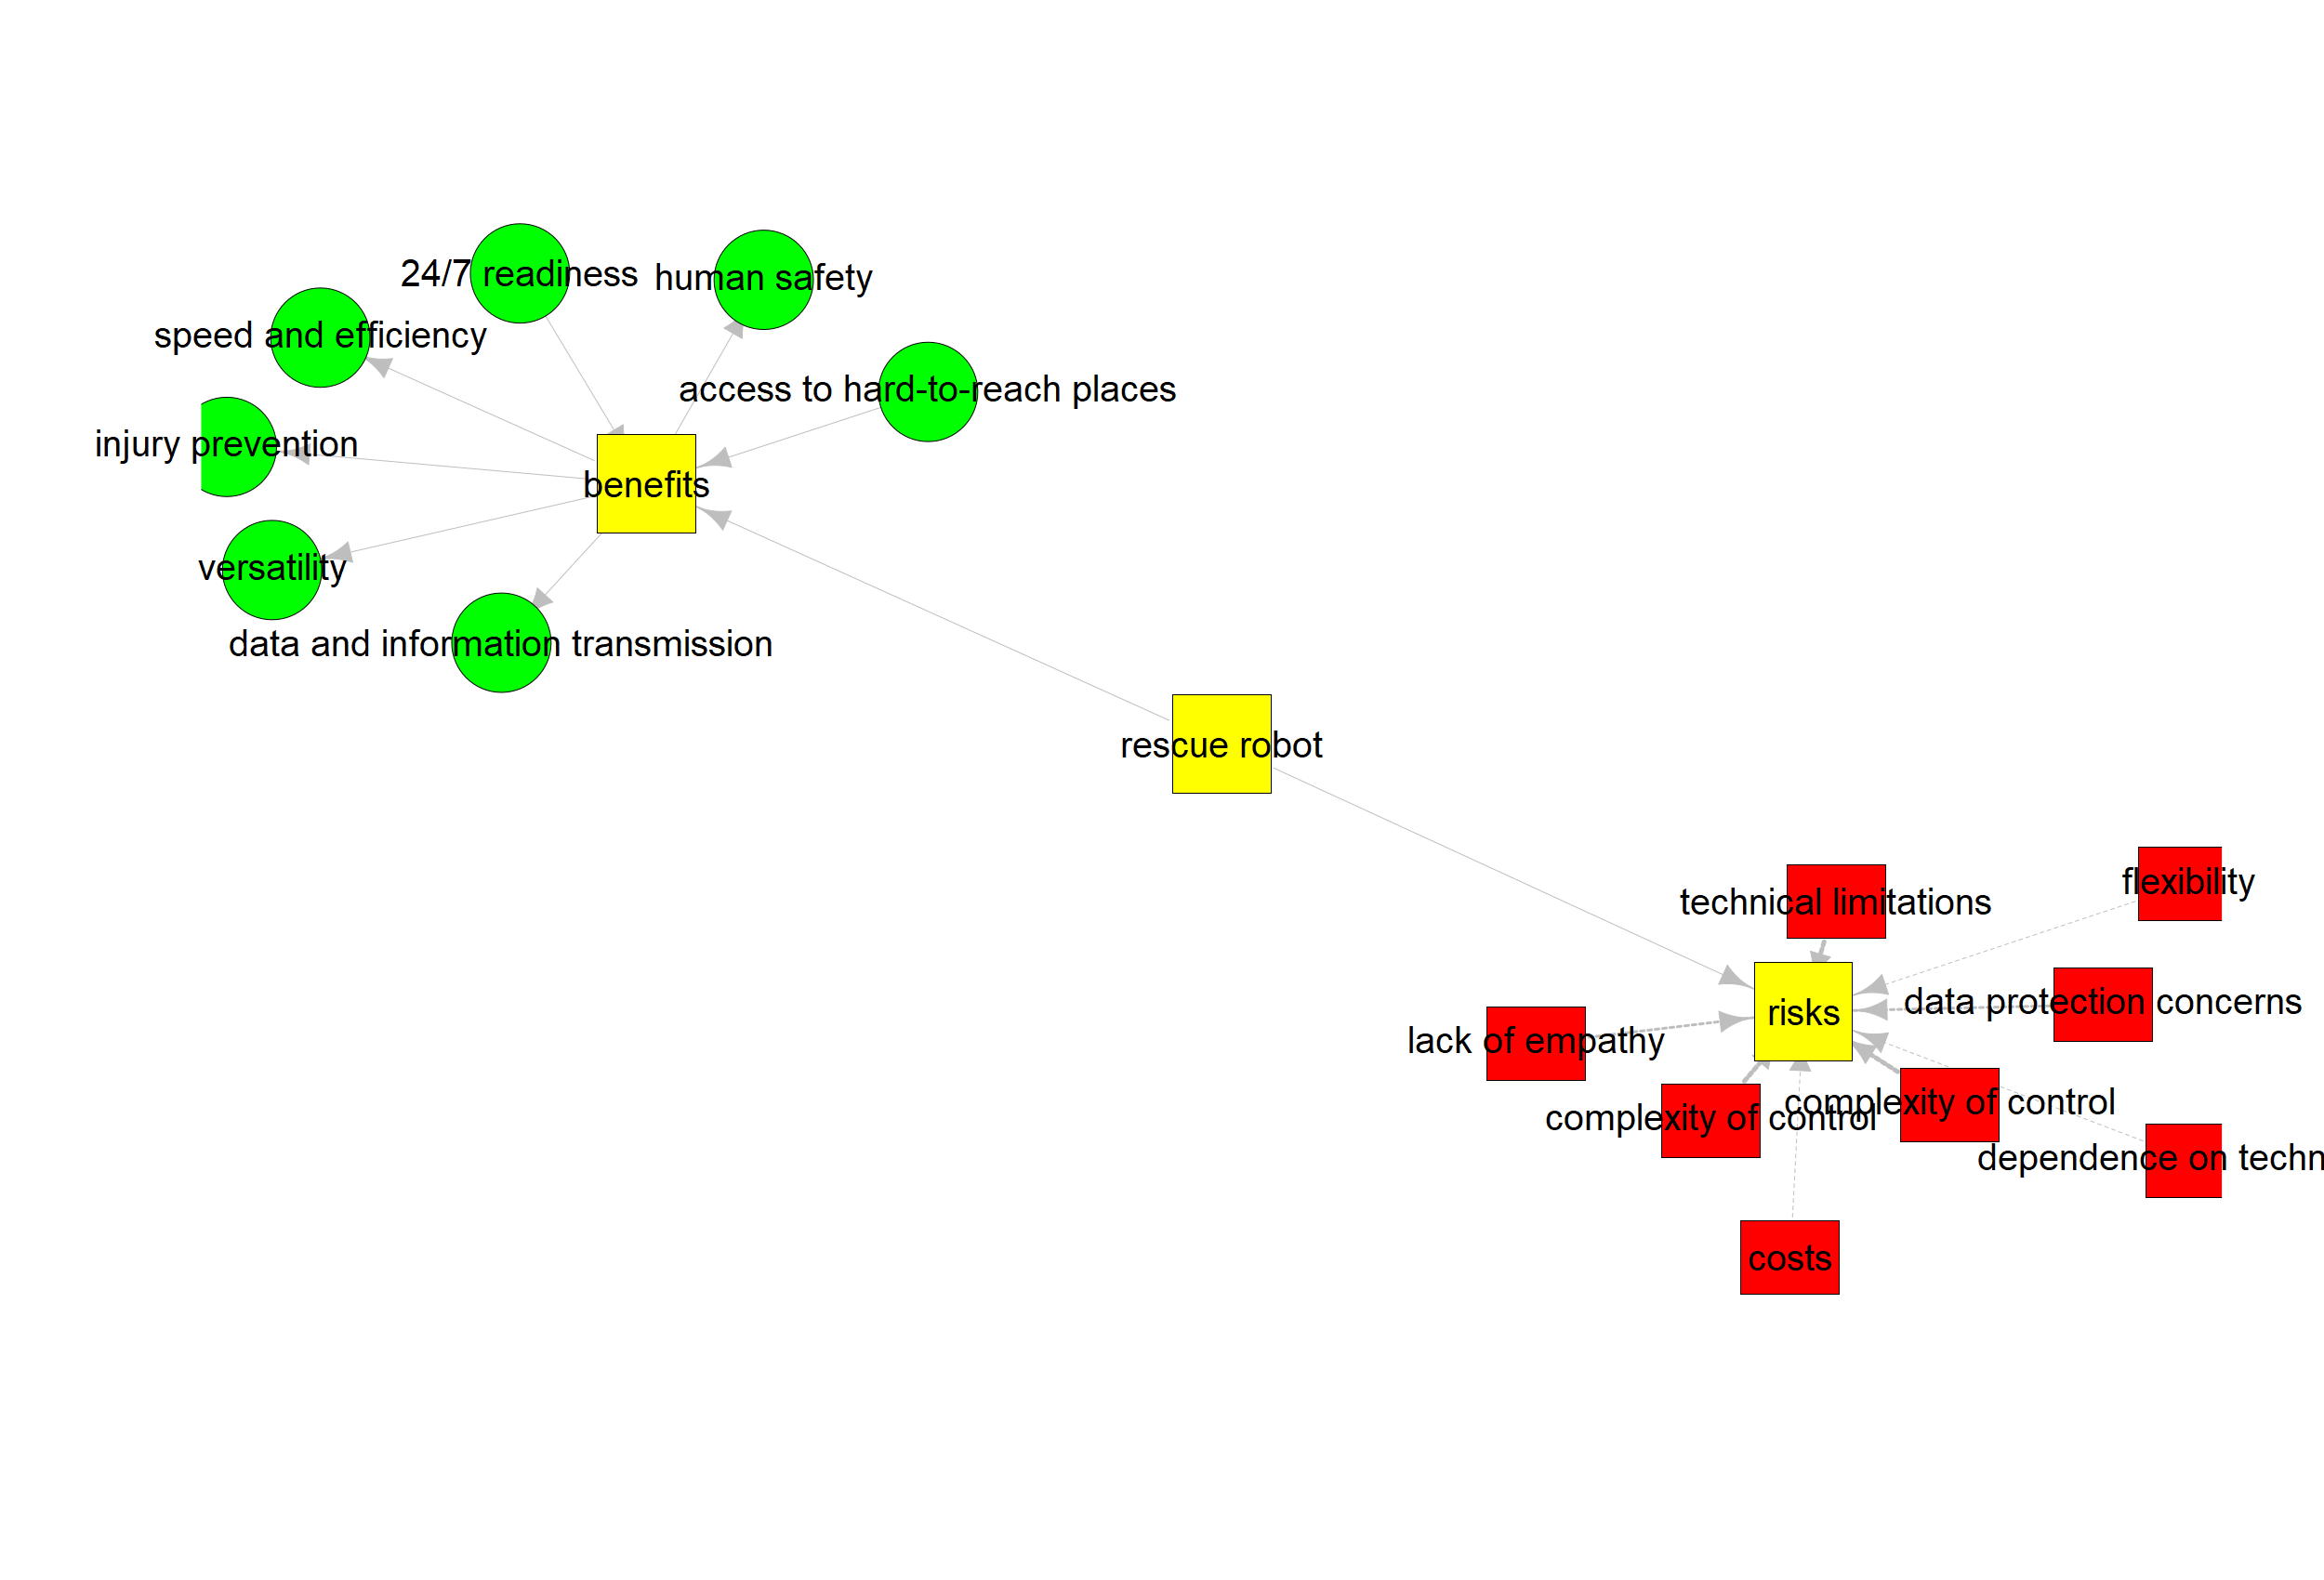 24/7 readiness
human safety
speed and efficiency
access to hard-to-reach places
injury prevention
benefits
versatility
data and information transmission
rescue robot
flexibility
technical limitations
data protection concerns
risks
lack of empathy
complexity of control
complexity of control
dependence on techn
costs